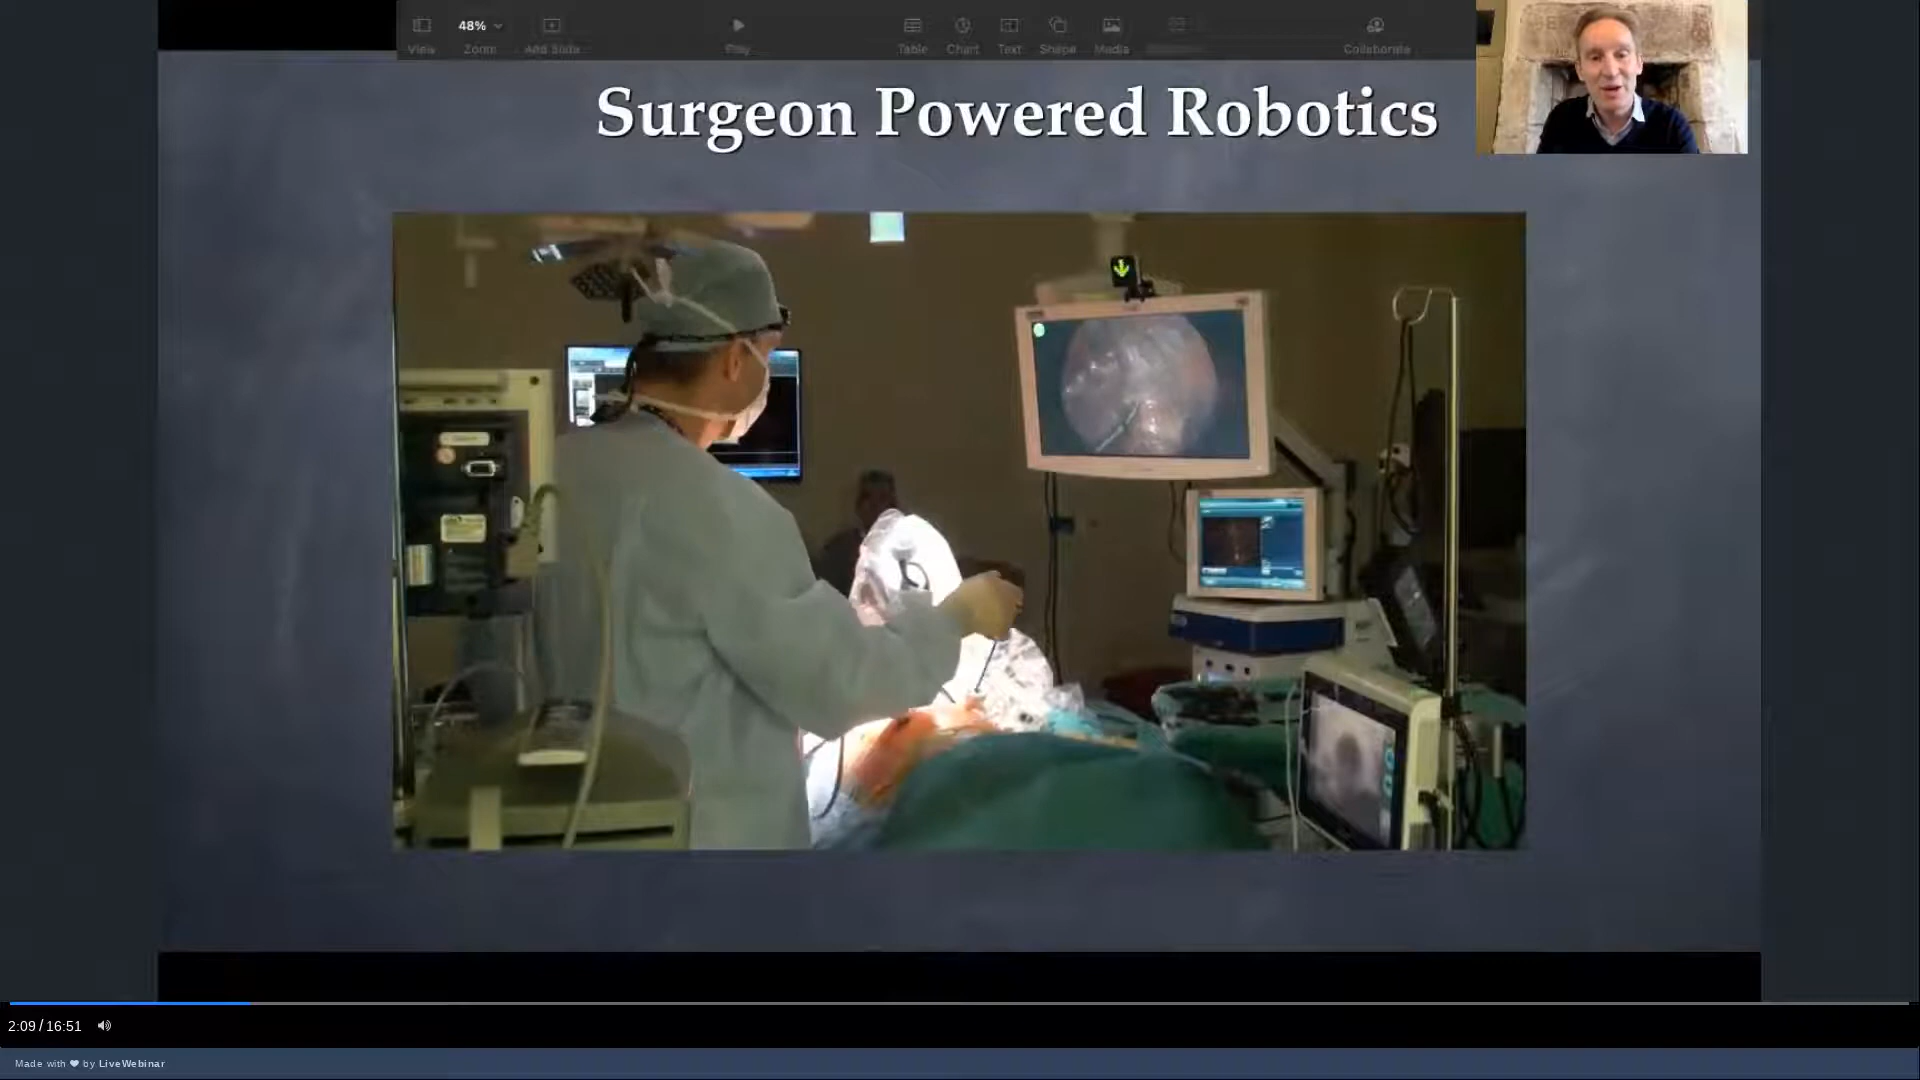 48%
View
Zoom
Add Slide
Play
Table
Chart
Text
Shape
Media
Collaborate
Surgeon Powered Robotics
2:09 / 16:51
Made with ❤ by LiveWebinar